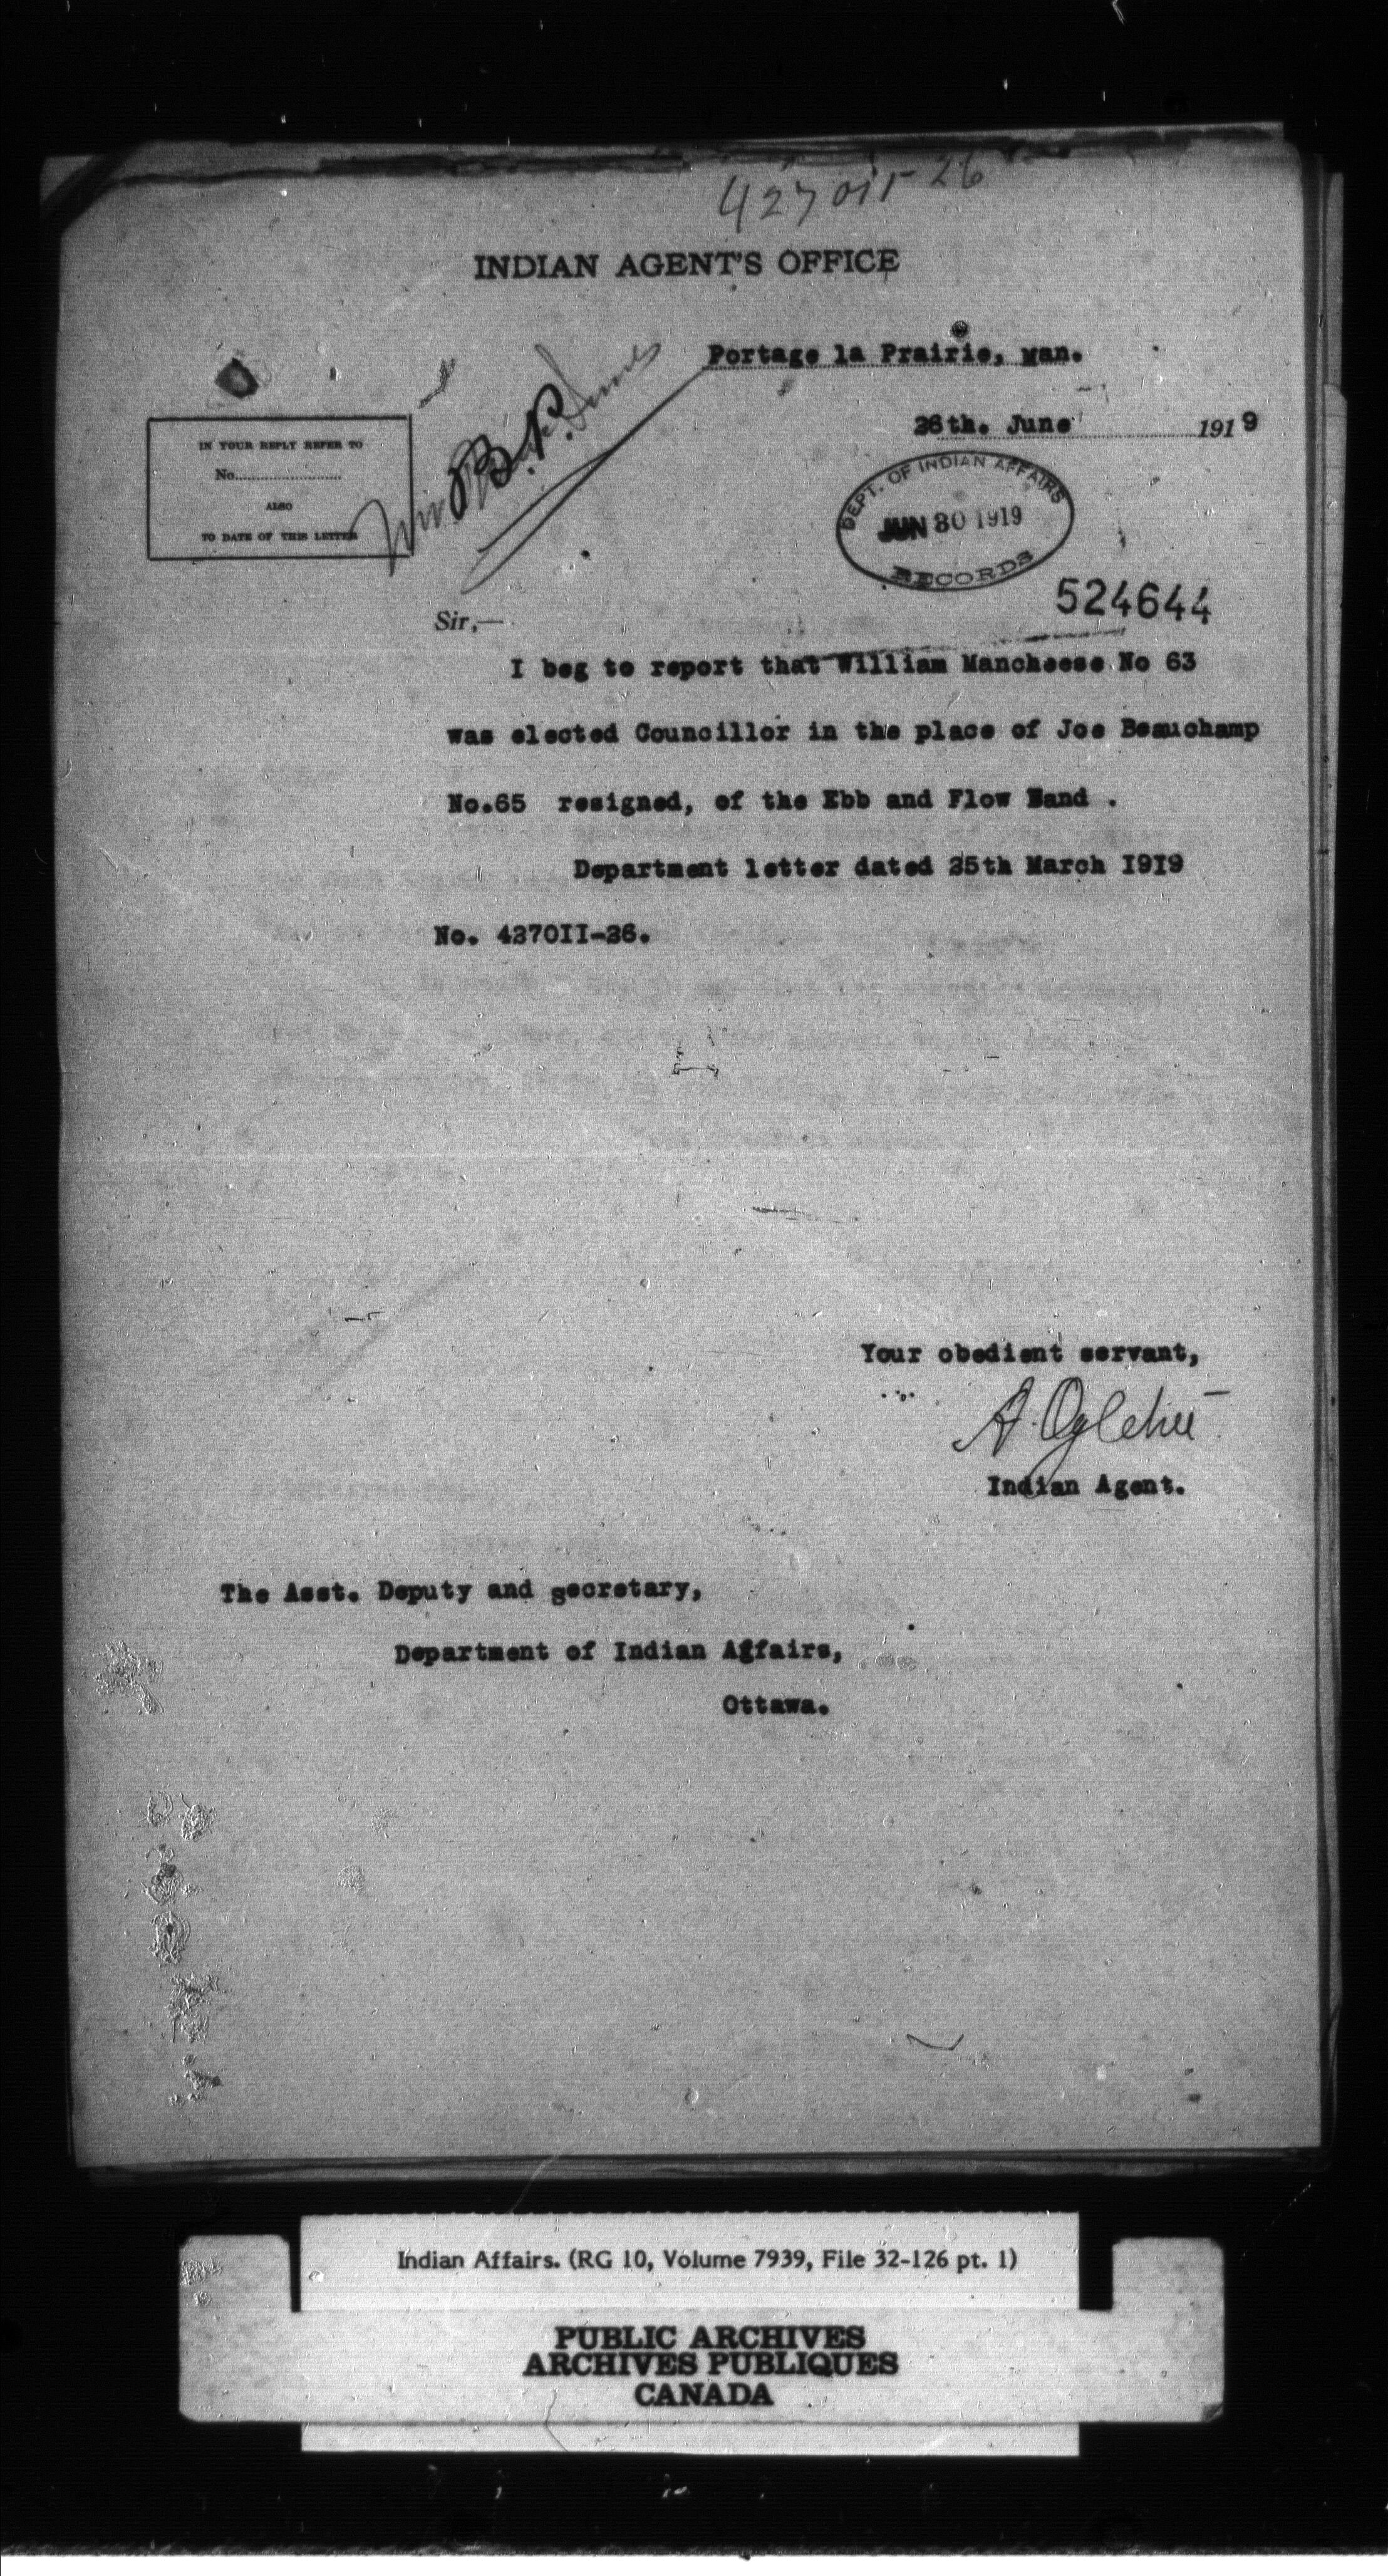 427011-26
INDIAN AGENT'S OFFICE
Portage la Prairie, Man.
26th. June 1919
IN YOUR REPLY REFER TO
No.
ALSO
TO DATE OF THIS LETTER
DEPT. OF INDIAN AFFAIRS
JUN 30 1919
RECORDS
524644
Sir,—
I beg to report that William Mancheese No 63
was elected Councillor in the place of Joe Beauchamp
No.65 resigned, of the Ebb and Flow Band .
Department letter dated 25th March I9I9
No. 4270II-26.
Your obedient servant,
A. Ogletree
Indian Agent.
The Asst. Deputy and Secretary,
Department of Indian Affairs,
Ottawa.
Indian Affairs. (RG 10, Volume 7939, File 32-126 pt. 1)
PUBLIC ARCHIVES
ARCHIVES PUBLIQUES
CANADA